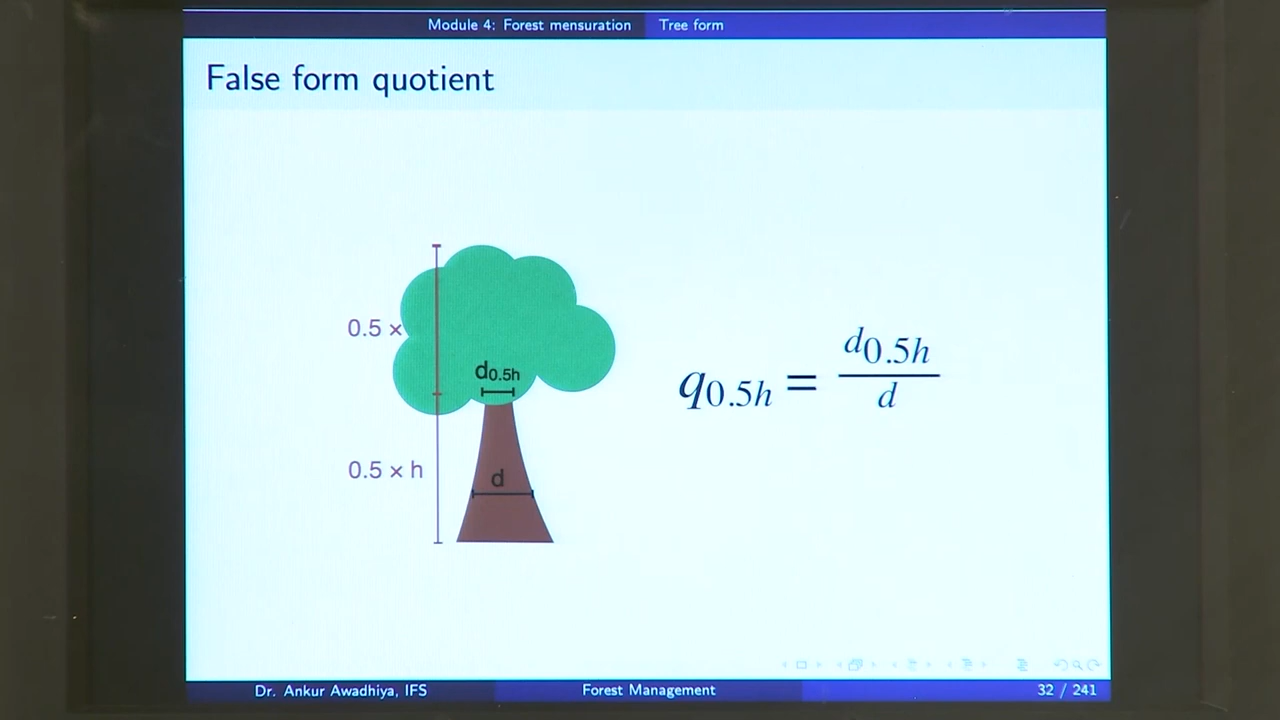 Module 4: Forest mensuration Tree form
False form quotient
0.5 ×
d0.5h
0.5 × h
d
q0.5h = d0.5h / d
Dr. Ankur Awadhiya, IFS Forest Management 32 / 241